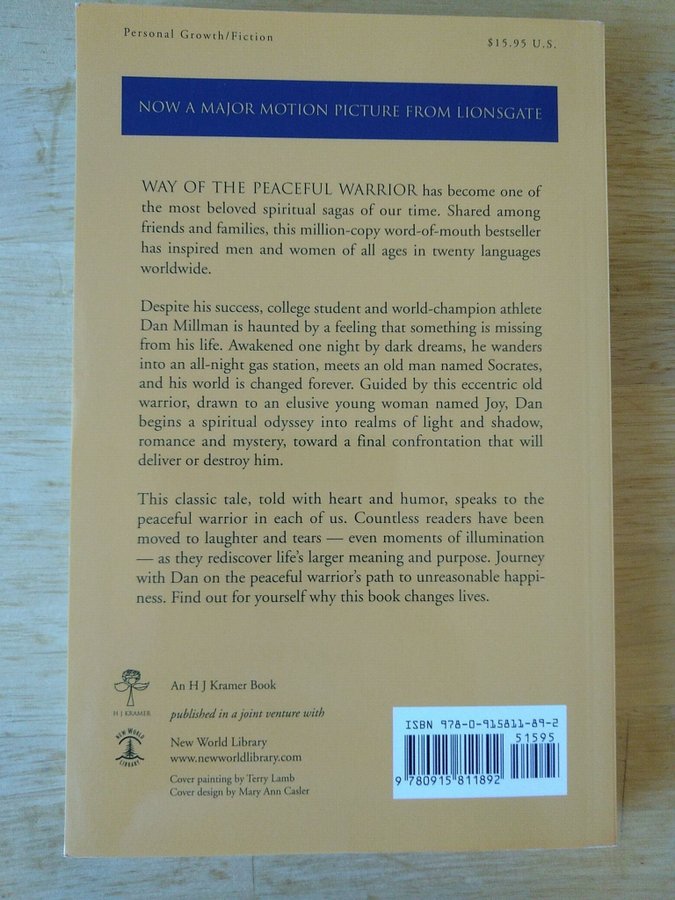 Personal Growth/Fiction
$15.95 U.S.
NOW A MAJOR MOTION PICTURE FROM LIONSGATE
WAY OF THE PEACEFUL WARRIOR has become one of
the most beloved spiritual sagas of our time. Shared among
friends and families, this million-copy word-of-mouth bestseller
has inspired men and women of all ages in twenty languages
worldwide.
Despite his success, college student and world-champion athlete
Dan Millman is haunted by a feeling that something is missing
from his life. Awakened one night by dark dreams, he wanders
into an all-night gas station, meets an old man named Socrates,
and his world is changed forever. Guided by this eccentric old
warrior, drawn to an elusive young woman named Joy, Dan
begins a spiritual odyssey into realms of light and shadow,
romance and mystery, toward a final confrontation that will
deliver or destroy him.
This classic tale, told with heart and humor, speaks to the
peaceful warrior in each of us. Countless readers have been
moved to laughter and tears — even moments of illumination
— as they rediscover life's larger meaning and purpose. Journey
with Dan on the peaceful warrior's path to unreasonable happi-
ness. Find out for yourself why this book changes lives.
H J KRAMER
An H J Kramer Book
published in a joint venture with
NEW WORLD
LIBRARY
New World Library
www.newworldlibrary.com
Cover painting by Terry Lamb
Cover design by Mary Ann Casler
ISBN 978-0-915811-89-2
51595
9 780915 811892